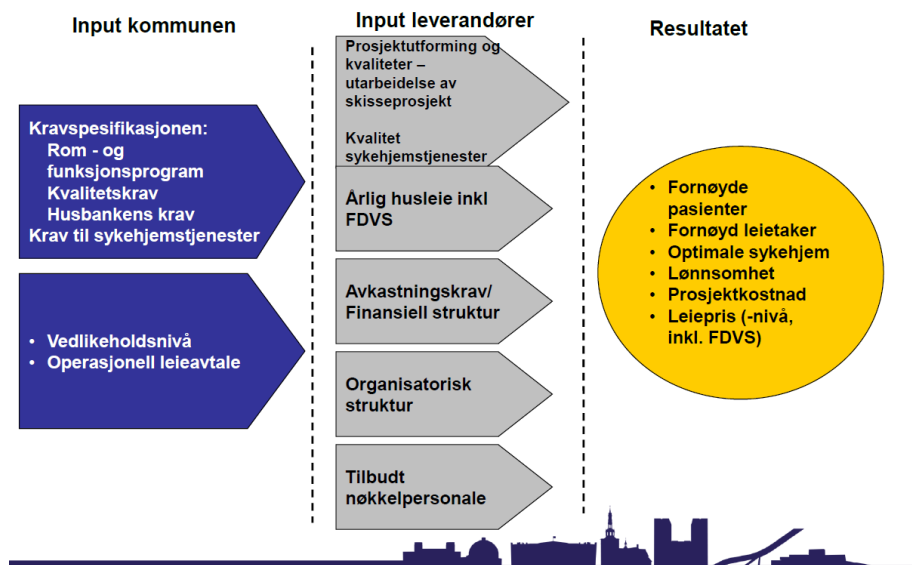 Input kommunen
Input leverandører
Resultatet
Kravspesifikasjonen:
Rom - og
funksjonsprogram
Kvalitetskrav
Husbankens krav
Krav til sykehjemstjenester
• Vedlikeholdsnivå
• Operasjonell leieavtale
Prosjektutforming og
kvaliteter –
utarbeidelse av
skisseprosjekt
Kvalitet
sykehjemstjenester
Årlig husleie inkl
FDVS
Avkastningskrav/
Finansiell struktur
Organisatorisk
struktur
Tilbudt
nøkkelpersonale
• Fornøyde
pasienter
• Fornøyd leietaker
• Optimale sykehjem
• Lønnsomhet
• Prosjektkostnad
• Leiepris (-nivå,
inkl. FDVS)